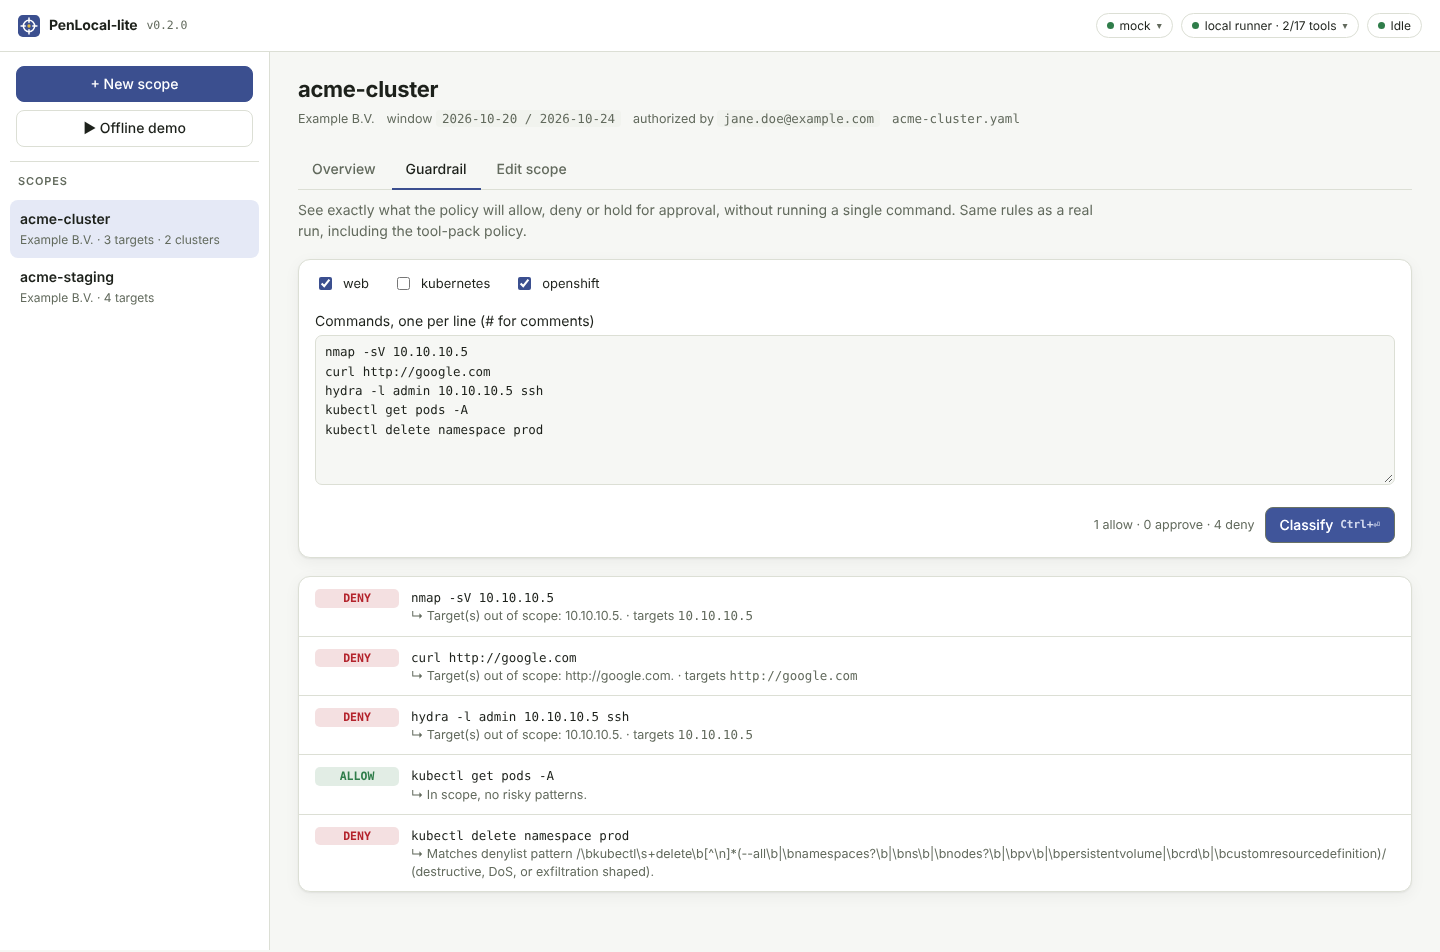 PenLocal-lite v0.2.0
mock ▾
local runner · 2/17 tools ▾
Idle
+ New scope
▶ Offline demo
SCOPES
acme-cluster
Example B.V. · 3 targets · 2 clusters
acme-staging
Example B.V. · 4 targets
acme-cluster
Example B.V. window 2026-10-20 / 2026-10-24 authorized by jane.doe@example.com acme-cluster.yaml
Overview Guardrail Edit scope
See exactly what the policy will allow, deny or hold for approval, without running a single command. Same rules as a real
run, including the tool-pack policy.
web kubernetes openshift
Commands, one per line (# for comments)
nmap -sV 10.10.10.5
curl http://google.com
hydra -l admin 10.10.10.5 ssh
kubectl get pods -A
kubectl delete namespace prod
1 allow · 0 approve · 4 deny
Classify Ctrl+⏎
DENY nmap -sV 10.10.10.5
↳ Target(s) out of scope: 10.10.10.5. · targets 10.10.10.5
DENY curl http://google.com
↳ Target(s) out of scope: http://google.com. · targets http://google.com
DENY hydra -l admin 10.10.10.5 ssh
↳ Target(s) out of scope: 10.10.10.5. · targets 10.10.10.5
ALLOW kubectl get pods -A
↳ In scope, no risky patterns.
DENY kubectl delete namespace prod
↳ Matches denylist pattern /\bkubectl\s+delete\b[^\n]*(--all\b|\bnamespaces?\b|\bns\b|\bnodes?\b|\bpv\b|\bpersistentvolume|\bcrd\b|\bcustomresourcedefinition)/
(destructive, DoS, or exfiltration shaped).